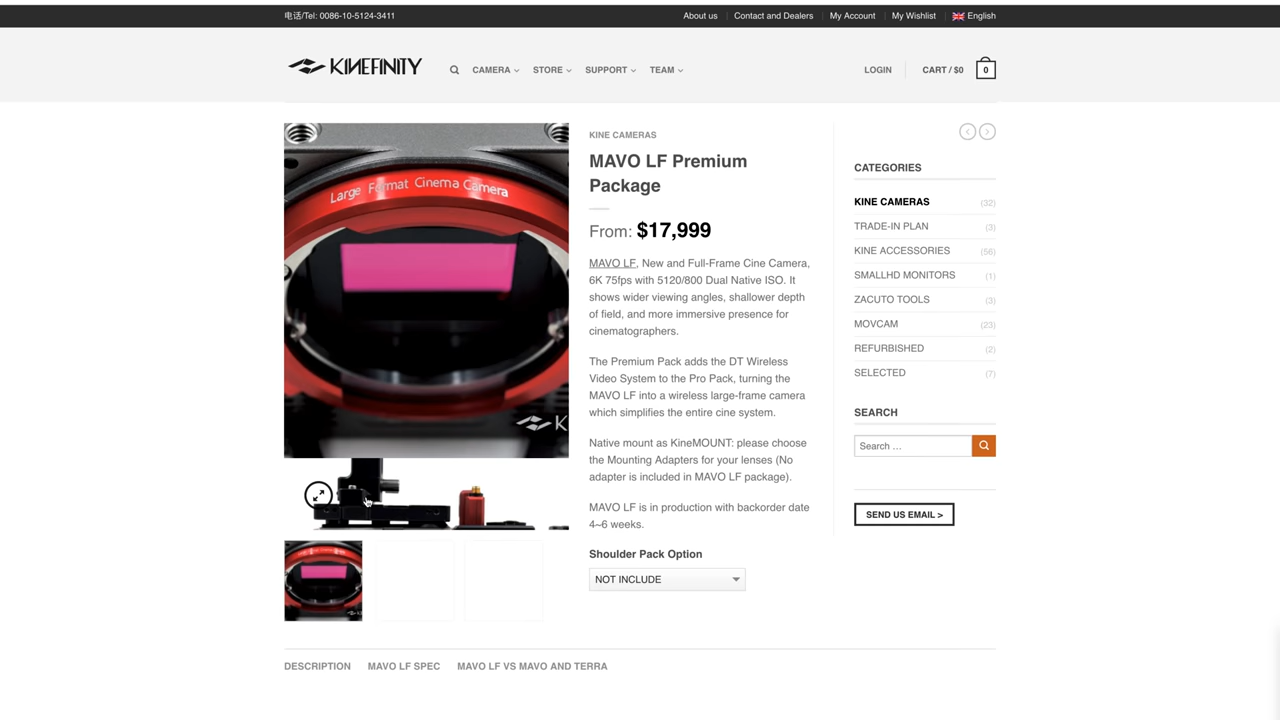 电话/Tel: 0086-10-5124-3411
About us
Contact and Dealers
My Account
My Wishlist
English
KINEFINITY
CAMERA
STORE
SUPPORT
TEAM
LOGIN
CART / $0
0
Large Format Cinema Camera
K
KINE CAMERAS
MAVO LF Premium
Package
From: $17,999
MAVO LF, New and Full-Frame Cine Camera,
6K 75fps with 5120/800 Dual Native ISO. It
shows wider viewing angles, shallower depth
of field, and more immersive presence for
cinematographers.
The Premium Pack adds the DT Wireless
Video System to the Pro Pack, turning the
MAVO LF into a wireless large-frame camera
which simplifies the entire cine system.
Native mount as KineMOUNT: please choose
the Mounting Adapters for your lenses (No
adapter is included in MAVO LF package).
MAVO LF is in production with backorder date
4~6 weeks.
Shoulder Pack Option
NOT INCLUDE
CATEGORIES
KINE CAMERAS (32)
TRADE-IN PLAN (3)
KINE ACCESSORIES (56)
SMALLHD MONITORS (1)
ZACUTO TOOLS (3)
MOVCAM (23)
REFURBISHED (2)
SELECTED (7)
SEARCH
Search ...
SEND US EMAIL >
DESCRIPTION
MAVO LF SPEC
MAVO LF VS MAVO AND TERRA